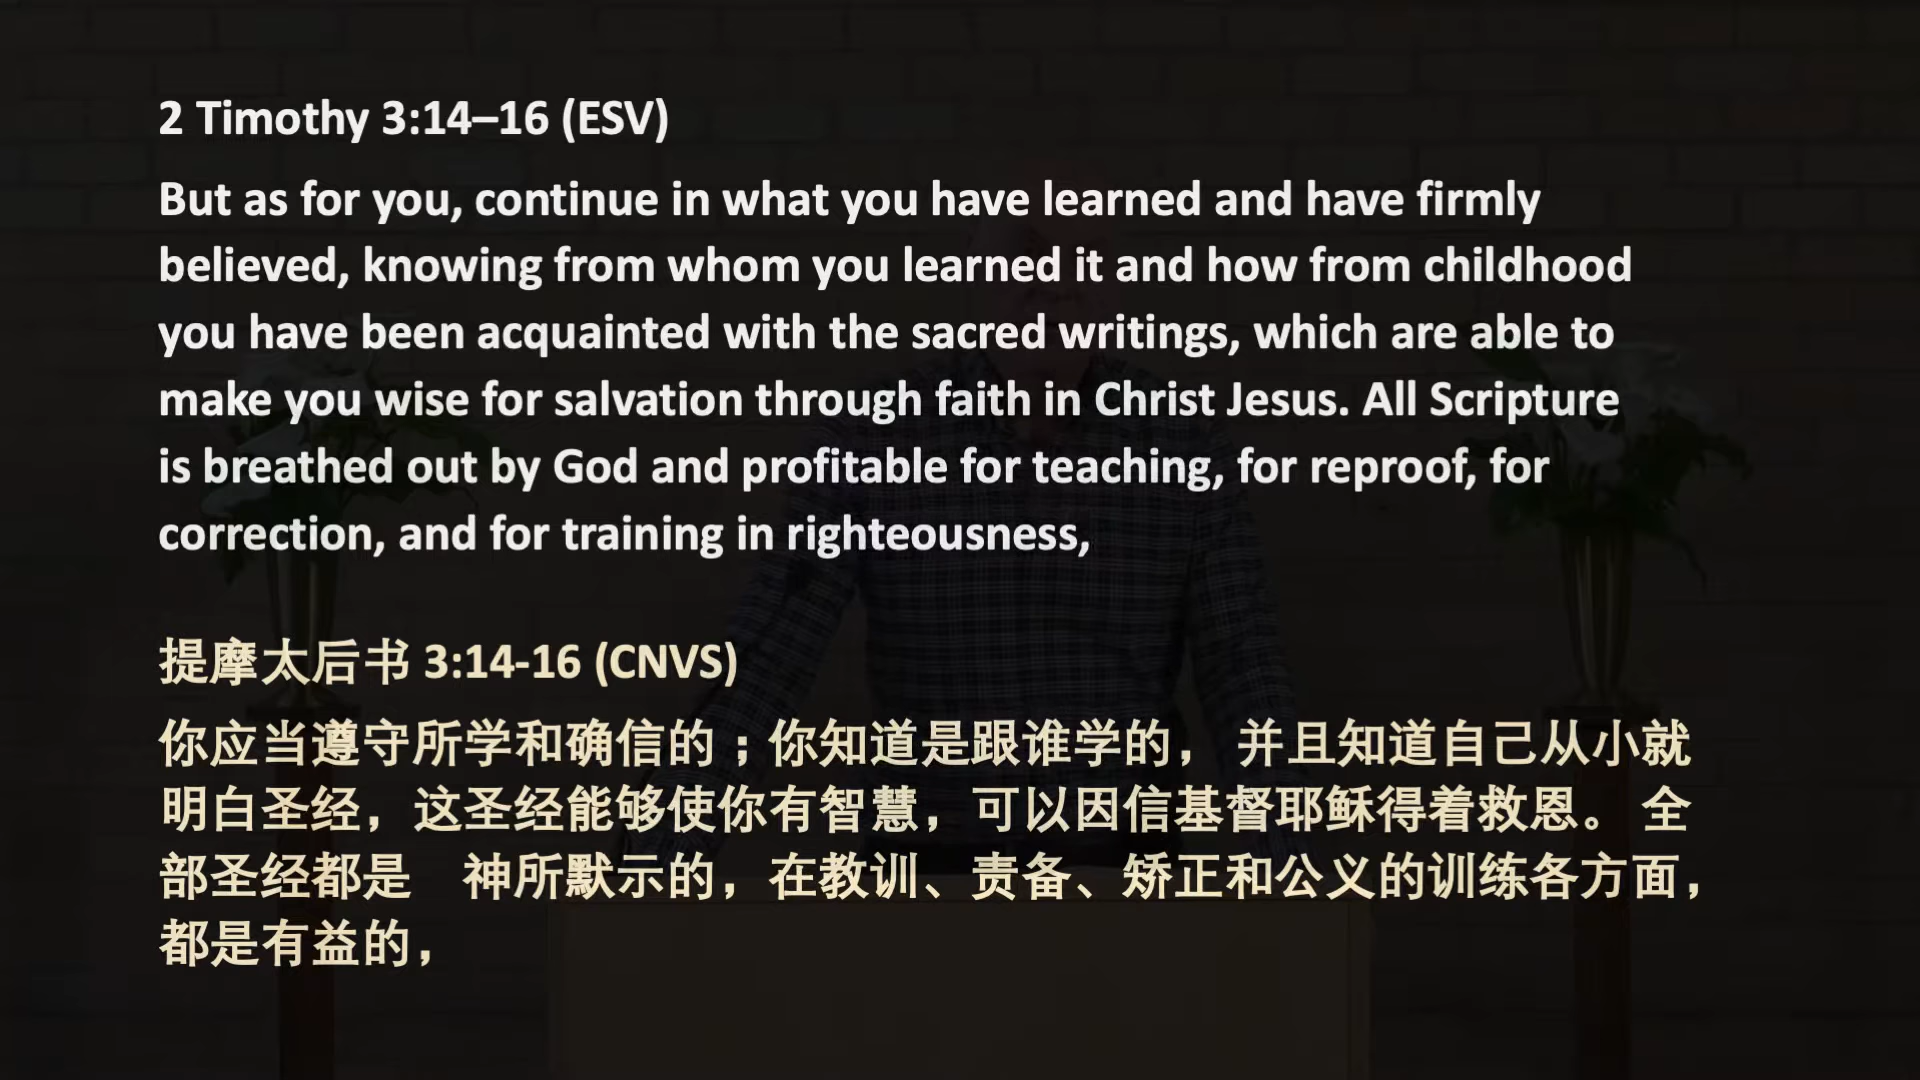 2 Timothy 3:14–16 (ESV)
But as for you, continue in what you have learned and have firmly
believed, knowing from whom you learned it and how from childhood
you have been acquainted with the sacred writings, which are able to
make you wise for salvation through faith in Christ Jesus. All Scripture
is breathed out by God and profitable for teaching, for reproof, for
correction, and for training in righteousness,
提摩太后书 3:14-16 (CNVS)
你应当遵守所学和确信的；你知道是跟谁学的， 并且知道自己从小就
明白圣经，这圣经能够使你有智慧，可以因信基督耶稣得着救恩。 全
部圣经都是　神所默示的，在教训、责备、矫正和公义的训练各方面，
都是有益的，